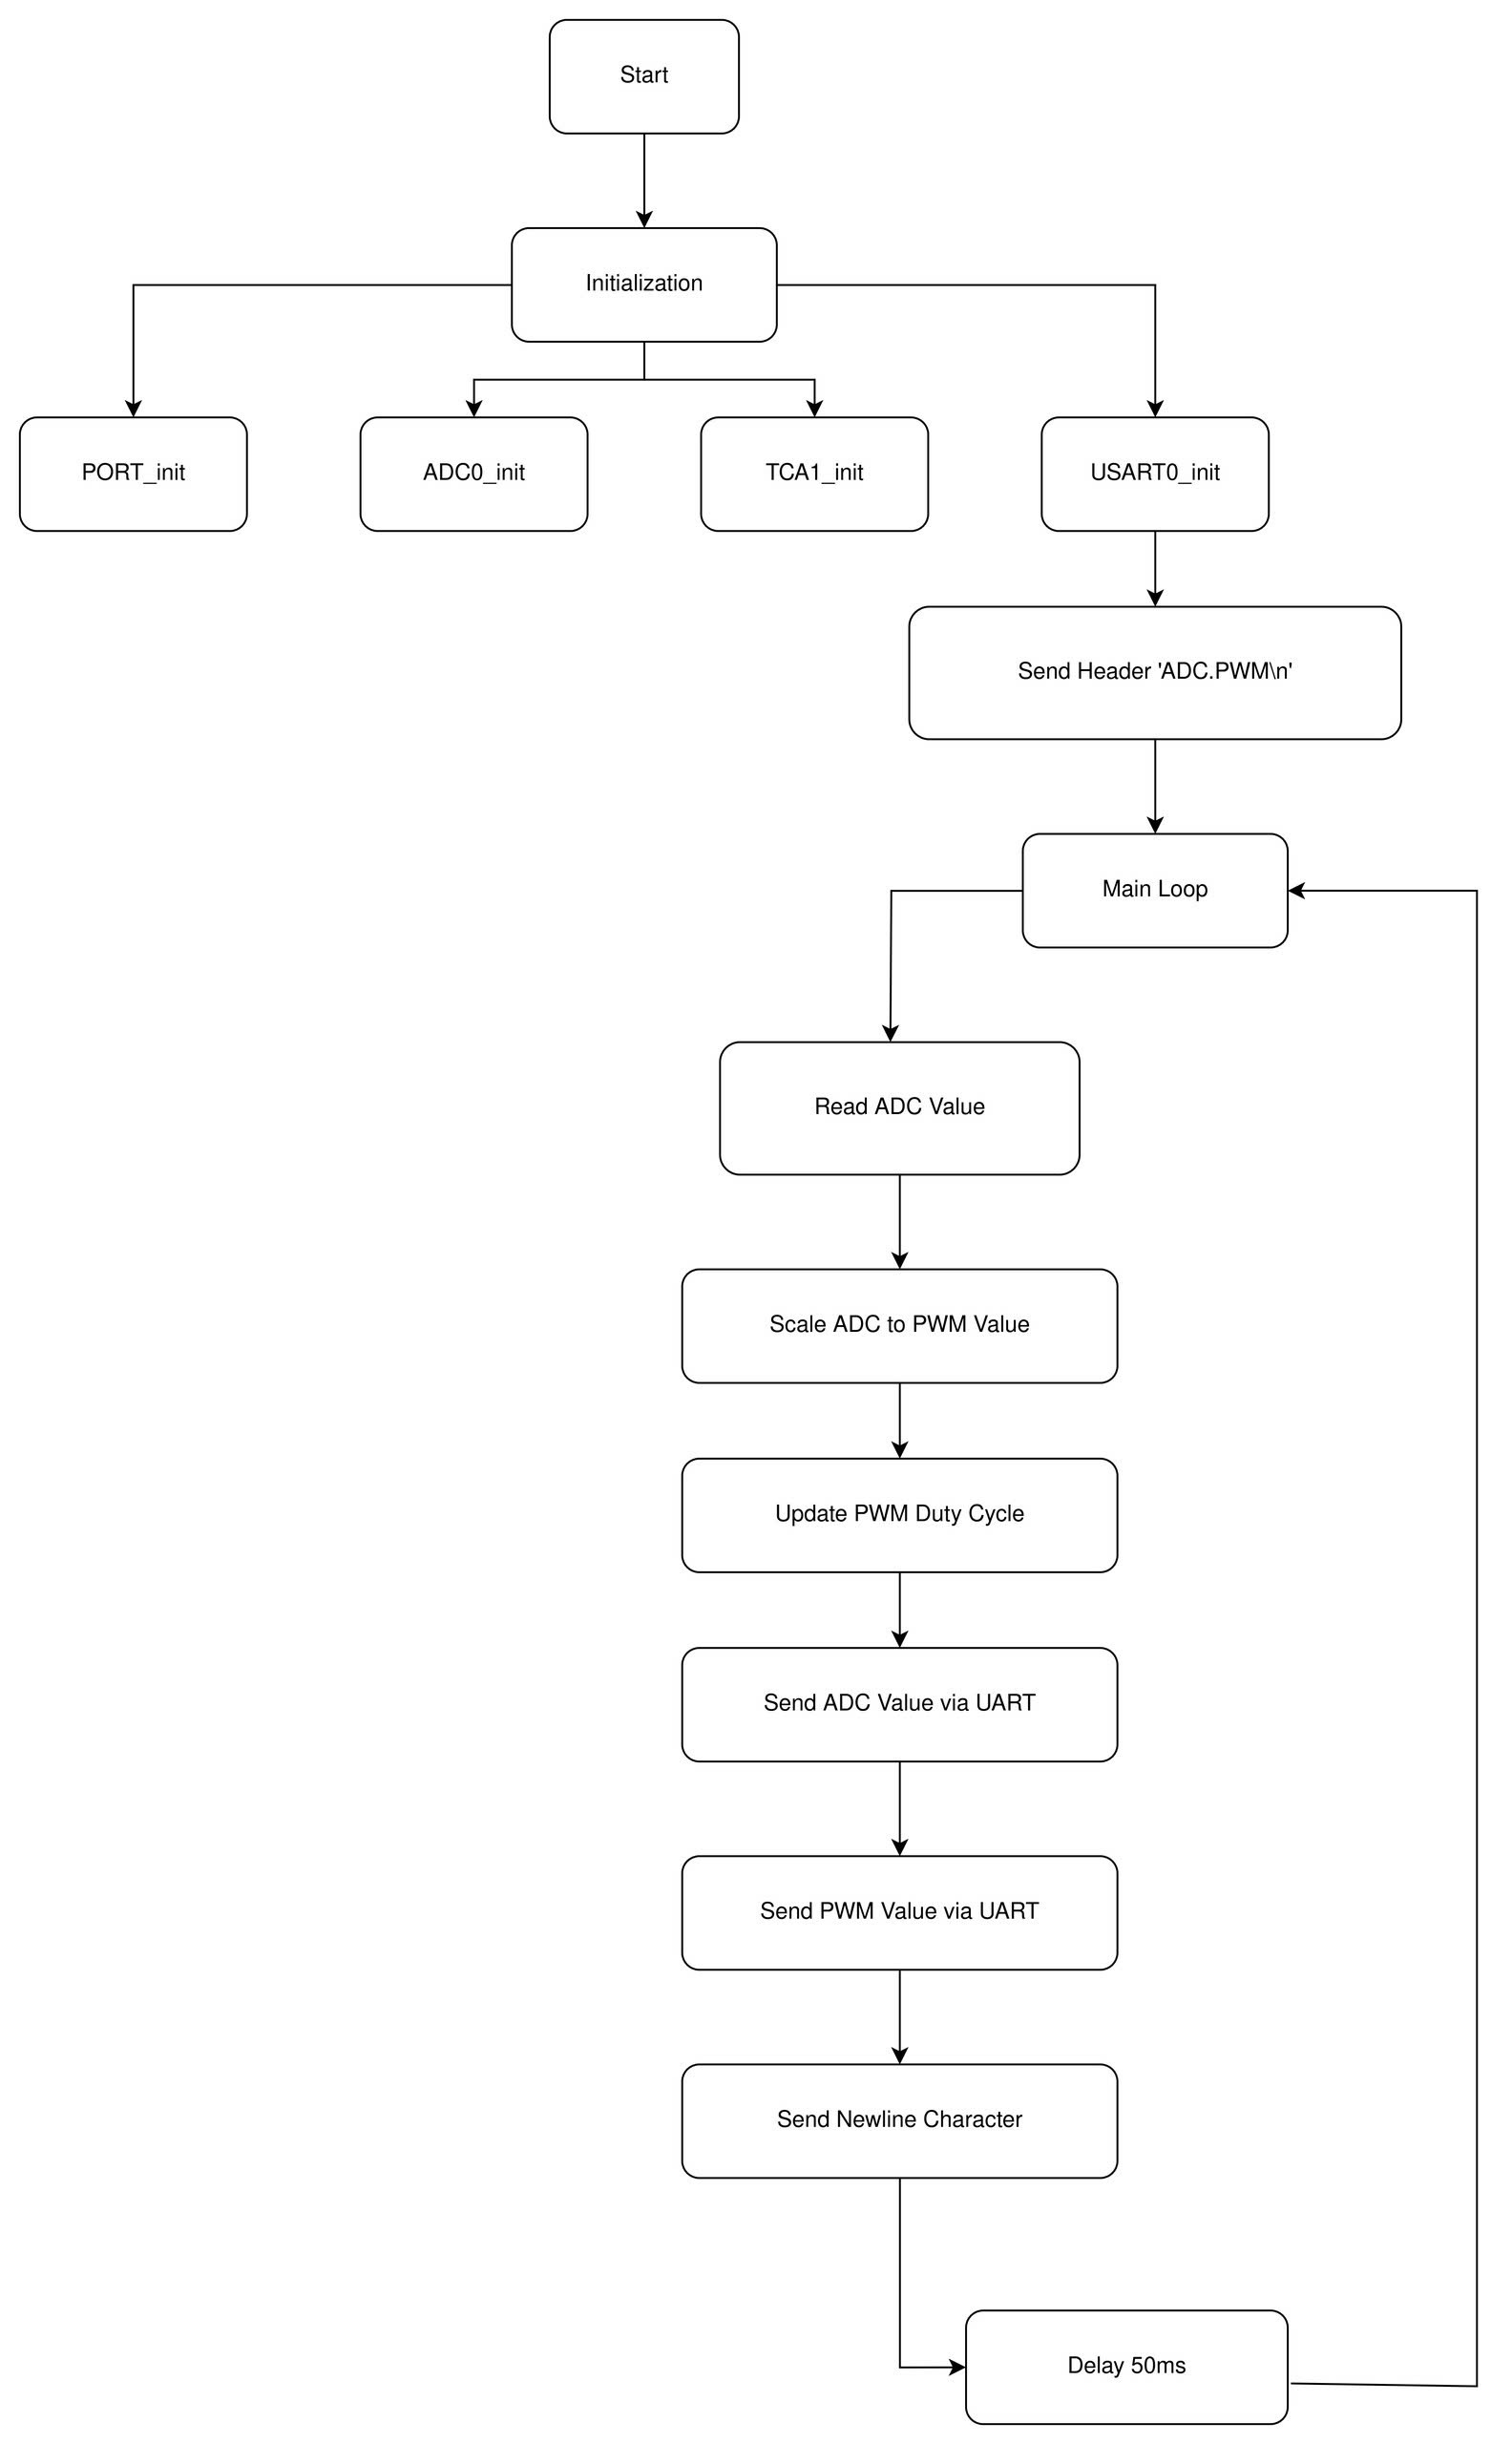 Start
Initialization
PORT_init
ADC0_init
TCA1_init
USART0_init
Send Header 'ADC.PWM\n'
Main Loop
Read ADC Value
Scale ADC to PWM Value
Update PWM Duty Cycle
Send ADC Value via UART
Send PWM Value via UART
Send Newline Character
Delay 50ms